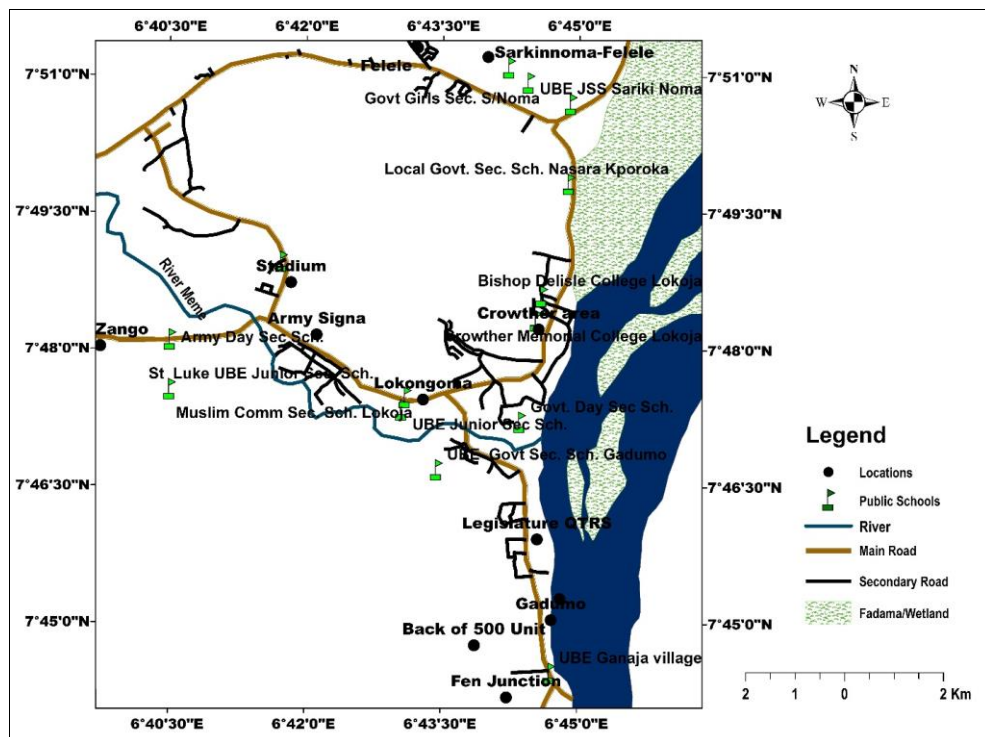 6°40'30"E 6°42'0"E 6°43'30"E 6°45'0"E
Sarkinnoma-Felele
7°51'0"N
Felele
7°51'0"N
UBE JSS Sariki Noma
Govt Girls Sec. S/Noma
N
W E
S
Local Govt. Sec. Sch. Nasara Kporoka
7°49'30"N
7°49'30"N
Stadium
River Meme
Bishop Delisle College Lokoja
Army Signa
Crowther area
Zango
Army Day Sec Sch.
Crowther Memorial College Lokoja
7°48'0"N
7°48'0"N
St Luke UBE Junior Sec. Sch.
Lokongoma
Muslim Comm Sec. Sch. Lokoja
Govt. Day Sec Sch.
UBE Junior Sec Sch.
UBE Govt Sec. Sch. Gadumo
7°46'30"N
7°46'30"N
Legislature QTRS
Gadumo
7°45'0"N
Back of 500 Unit
7°45'0"N
UBE Ganaja village
Fen Junction
6°40'30"E 6°42'0"E 6°43'30"E 6°45'0"E
Legend
Locations
Public Schools
River
Main Road
Secondary Road
Fadama/Wetland
2 1 0 2 Km